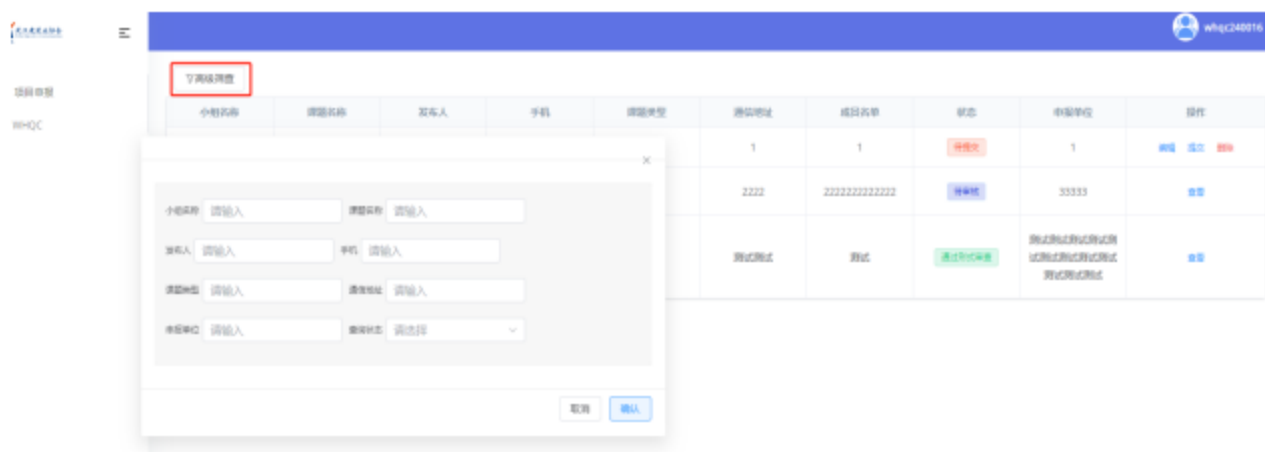 whqc240016
高级筛查
项目申报
小组名称 课题名称 发布人 手机 课题类型 通信地址 成员名单 状态 申报单位 操作
WHQC
1 1 待提交 1 编辑 提交 删除
2222 2222222222222 待审核 33333 查看
小组名称 请输入 课题名称 请输入
发布人 请输入 手机 请输入
测试测试 测试 通过形式审查 测试测试测试测试测
试测试测试测试测试
测试测试测试 查看
课题类型 请输入 通信地址 请输入
申报单位 请输入 查询状态 请选择
取消 确认